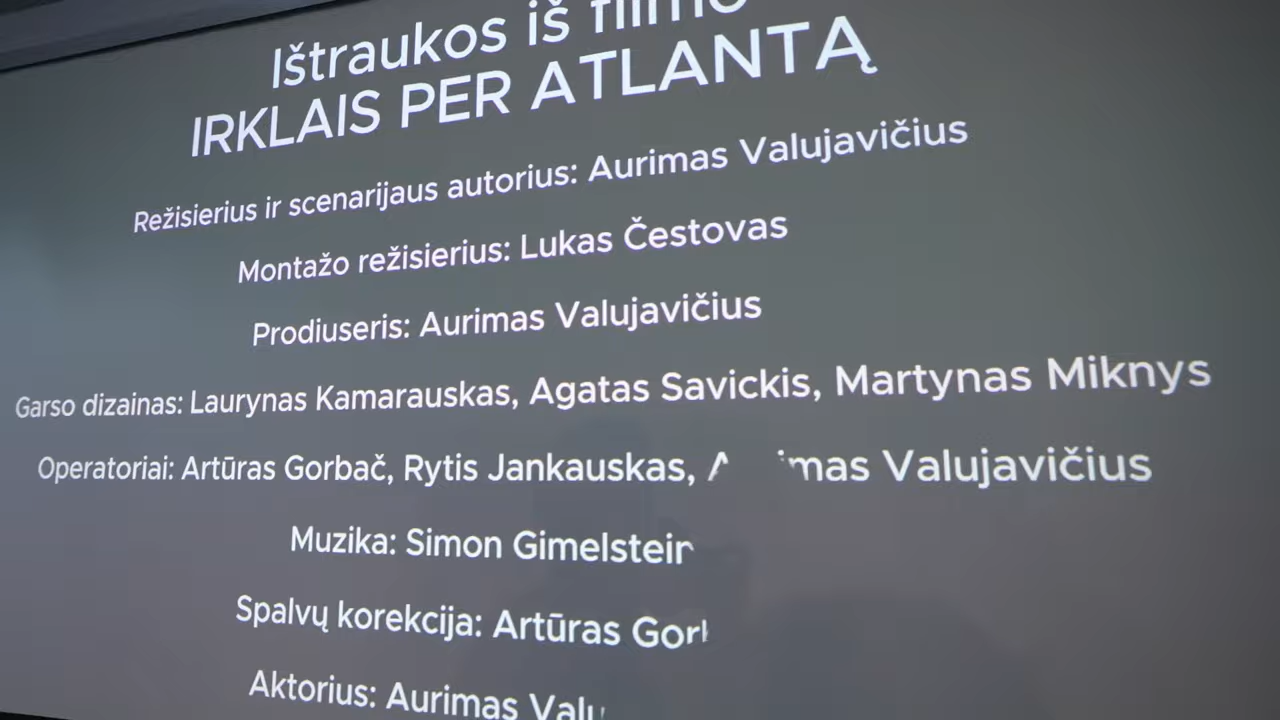 Ištraukos iš filmo
IRKLAIS PER ATLANTĄ
Režisierius ir scenarijaus autorius: Aurimas Valujavičius
Montažo režisierius: Lukas Čestovas
Prodiuseris: Aurimas Valujavičius
Garso dizainas: Laurynas Kamarauskas, Agatas Savickis, Martynas Miknys
Operatoriai: Artūras Gorbač, Rytis Jankauskas, Valujavičius
Muzika: Simon
Spalvų korekcija: Artūras
Aktorius: Aurimas